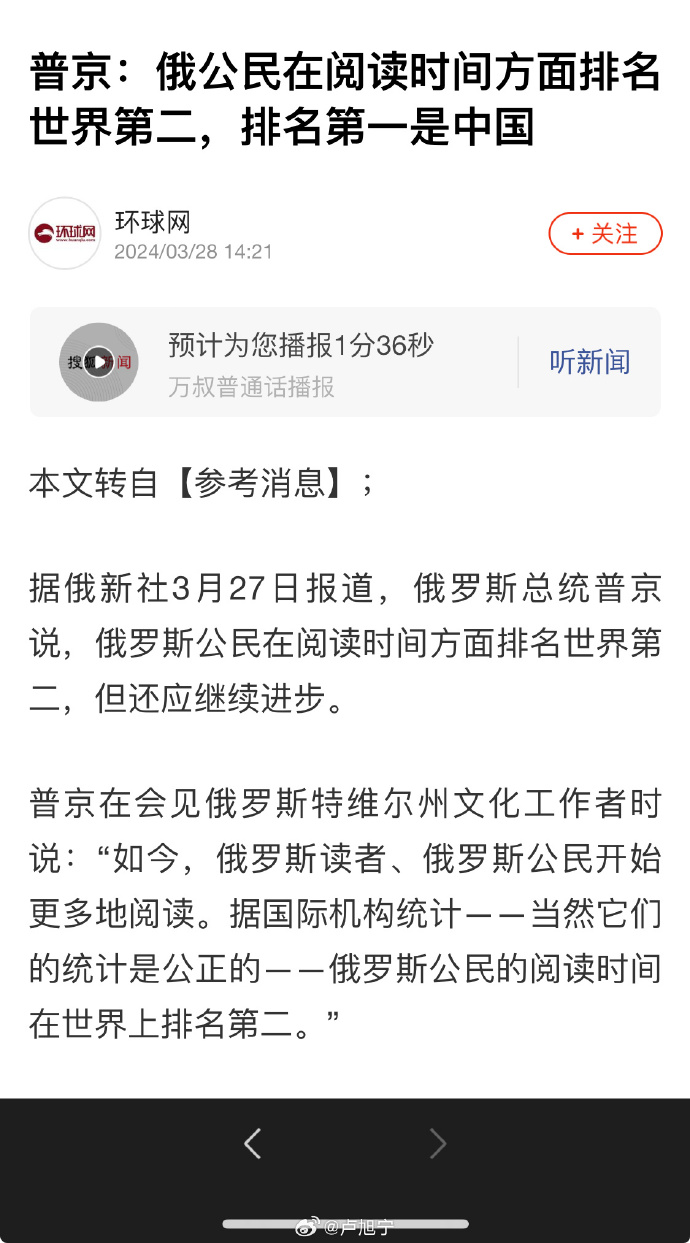 普京：俄公民在阅读时间方面排名
世界第二，排名第一是中国
环球网
www.huanqiu.com
环球网
2024/03/28 14:21
+ 关注
搜狐新闻
预计为您播报1分36秒
万叔普通话播报
听新闻
本文转自【参考消息】；
据俄新社3月27日报道，俄罗斯总统普京
说，俄罗斯公民在阅读时间方面排名世界第
二，但还应继续进步。
普京在会见俄罗斯特维尔州文化工作者时
说：“如今，俄罗斯读者、俄罗斯公民开始
更多地阅读。据国际机构统计——当然它们
的统计是公正的——俄罗斯公民的阅读时间
在世界上排名第二。”
@卢旭宁